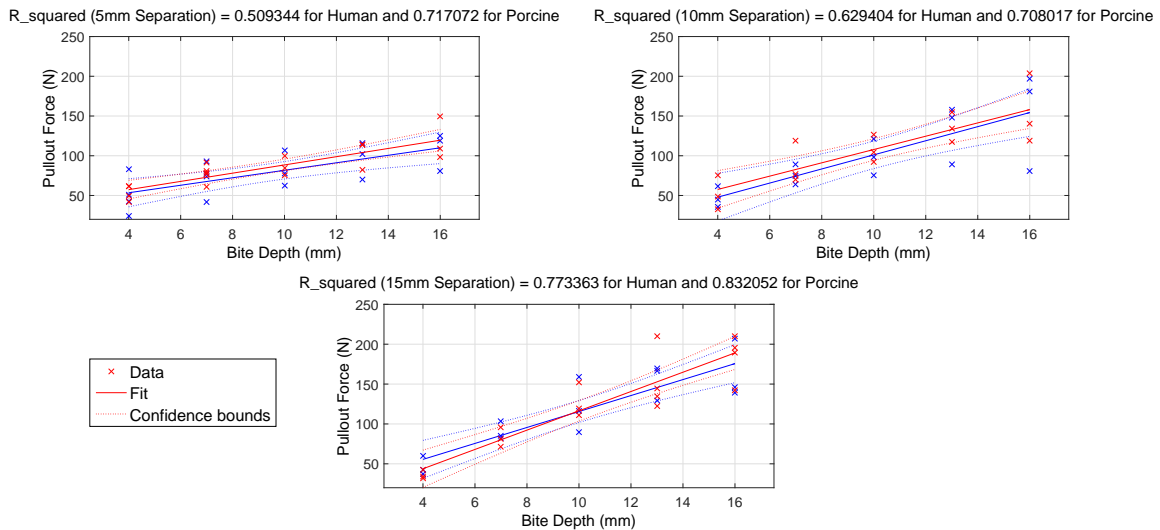 R_squared (5mm Separation) = 0.509344 for Human and 0.717072 for Porcine
250
200
150
100
50
Pullout Force (N)
4 6 8 10 12 14 16
Bite Depth (mm)
R_squared (10mm Separation) = 0.629404 for Human and 0.708017 for Porcine
250
200
150
100
50
Pullout Force (N)
4 6 8 10 12 14 16
Bite Depth (mm)
R_squared (15mm Separation) = 0.773363 for Human and 0.832052 for Porcine
250
200
150
100
50
Pullout Force (N)
4 6 8 10 12 14 16
Bite Depth (mm)
Data
Fit
Confidence bounds